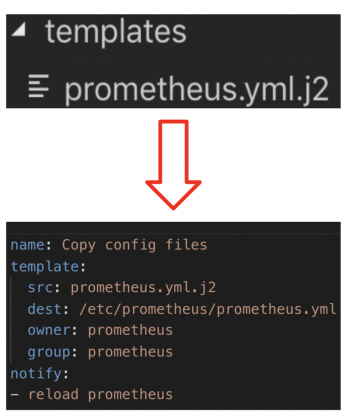 templates
prometheus.yml.j2
name: Copy config files
template:
  src: prometheus.yml.j2
  dest: /etc/prometheus/prometheus.yml
  owner: prometheus
  group: prometheus
notify:
- reload prometheus